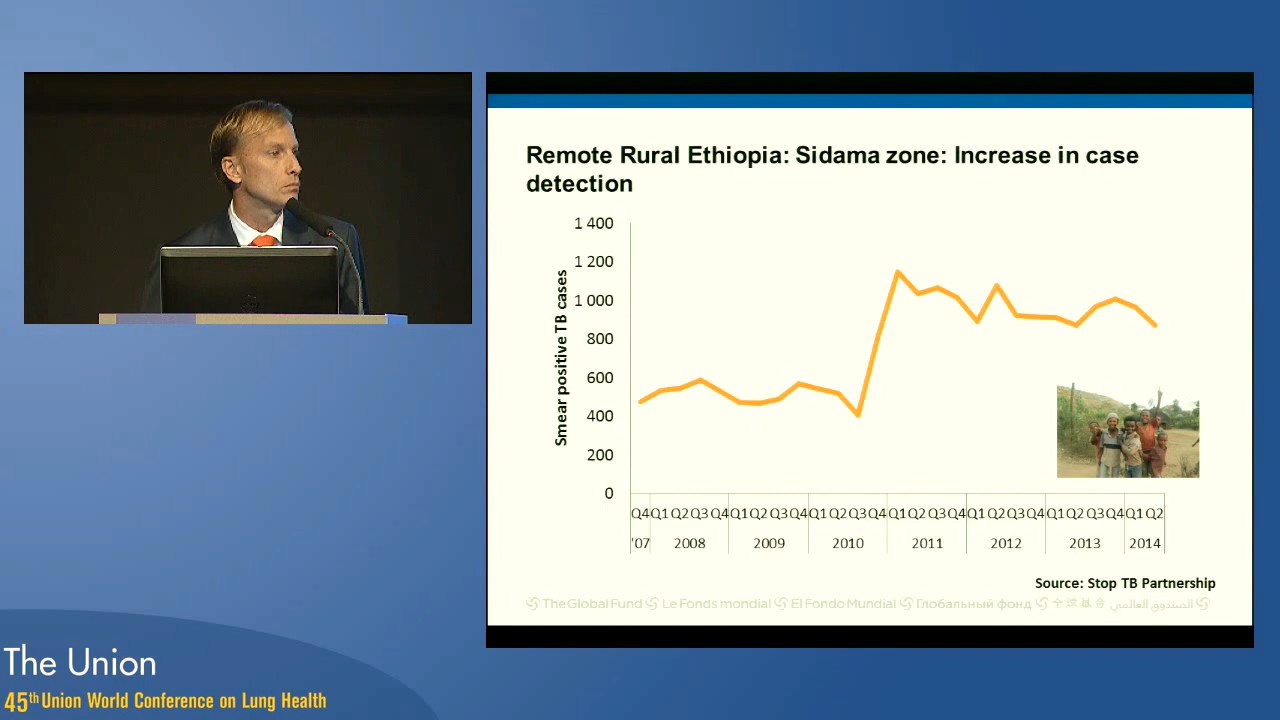 Remote Rural Ethiopia: Sidama zone: Increase in case
detection
1 400
1 200
1 000
800
600
400
200
0
Smear positive TB cases
Q4 Q1 Q2 Q3 Q4 Q1 Q2 Q3 Q4 Q1 Q2 Q3 Q4 Q1 Q2 Q3 Q4 Q1 Q2 Q3 Q4 Q1 Q2 Q3 Q4 Q1 Q2
'07 2008 2009 2010 2011 2012 2013 2014
Source: Stop TB Partnership
The Global Fund Le Fonds mondial El Fondo Mundial Глобальный фонд 全球基金 الصندوق العالمي
The Union
45th Union World Conference on Lung Health